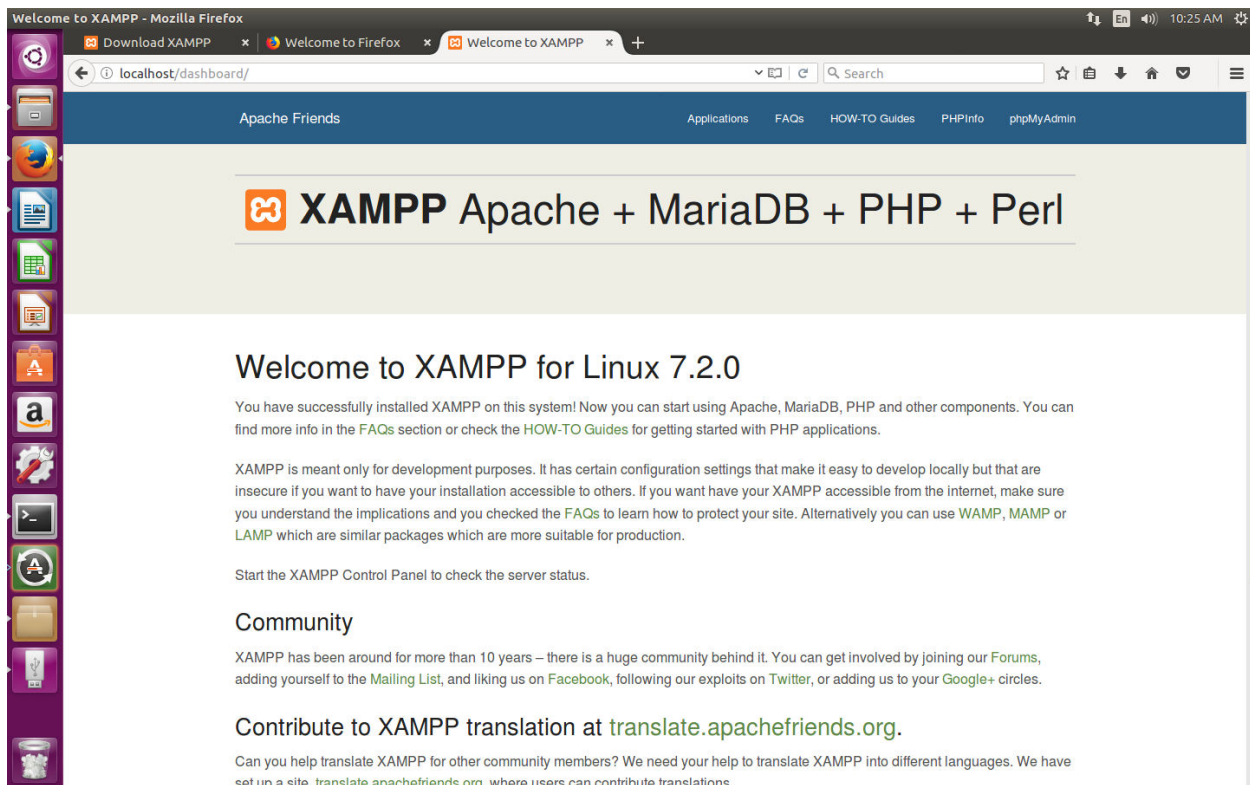 Welcome to XAMPP - Mozilla Firefox
En
10:25 AM
Download XAMPP
Welcome to Firefox
Welcome to XAMPP
localhost/dashboard/
Search
Apache Friends
Applications
FAQs
HOW-TO Guides
PHPInfo
phpMyAdmin
XAMPP Apache + MariaDB + PHP + Perl
Welcome to XAMPP for Linux 7.2.0
You have successfully installed XAMPP on this system! Now you can start using Apache, MariaDB, PHP and other components. You can
find more info in the FAQs section or check the HOW-TO Guides for getting started with PHP applications.
XAMPP is meant only for development purposes. It has certain configuration settings that make it easy to develop locally but that are
insecure if you want to have your installation accessible to others. If you want have your XAMPP accessible from the internet, make sure
you understand the implications and you checked the FAQs to learn how to protect your site. Alternatively you can use WAMP, MAMP or
LAMP which are similar packages which are more suitable for production.
Start the XAMPP Control Panel to check the server status.
Community
XAMPP has been around for more than 10 years – there is a huge community behind it. You can get involved by joining our Forums,
adding yourself to the Mailing List, and liking us on Facebook, following our exploits on Twitter, or adding us to your Google+ circles.
Contribute to XAMPP translation at translate.apachefriends.org.
Can you help translate XAMPP for other community members? We need your help to translate XAMPP into different languages. We have
set up a site, translate.apachefriends.org, where users can contribute translations.